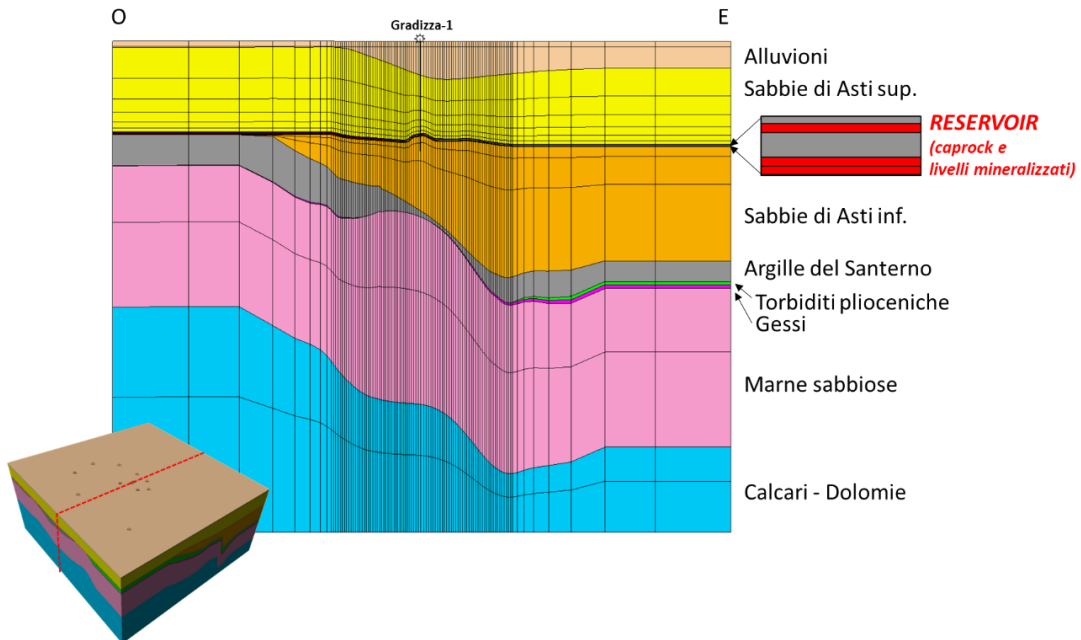 O
Gradizza-1
E
Alluvioni
Sabbie di Asti sup.
RESERVOIR
(caprock e
livelli mineralizzati)
Sabbie di Asti inf.
Argille del Santerno
Torbiditi plioceniche
Gessi
Marne sabbiose
Calcari - Dolomie